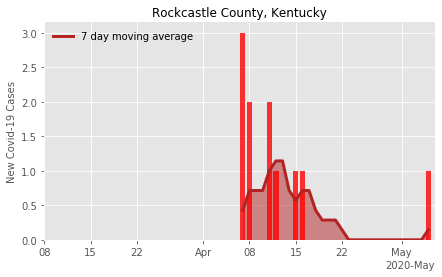 Rockcastle County, Kentucky
7 day moving average
New Covid-19 Cases
3.0
2.5
2.0
1.5
1.0
0.5
0.0
08 15 22 Apr 08 15 22 May
2020-May